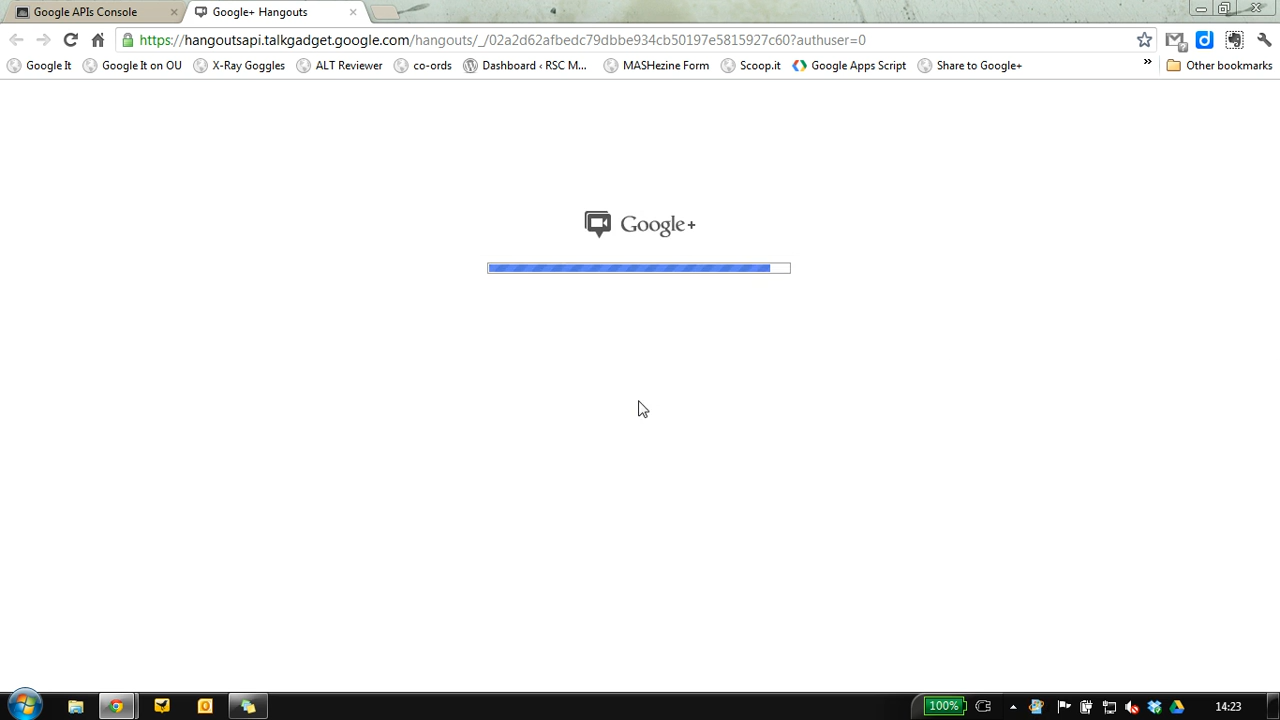 Google APIs Console
Google+ Hangouts
https://hangoutsapi.talkgadget.google.com/hangouts/_/02a2d62afbedc79dbbe934cb50197e5815927c60?authuser=0
Google It
Google It on OU
X-Ray Goggles
ALT Reviewer
co-ords
Dashboard ‹ RSC M...
MASHezine Form
Scoop.it
Google Apps Script
Share to Google+
»
Other bookmarks
Google+
100%
14:23